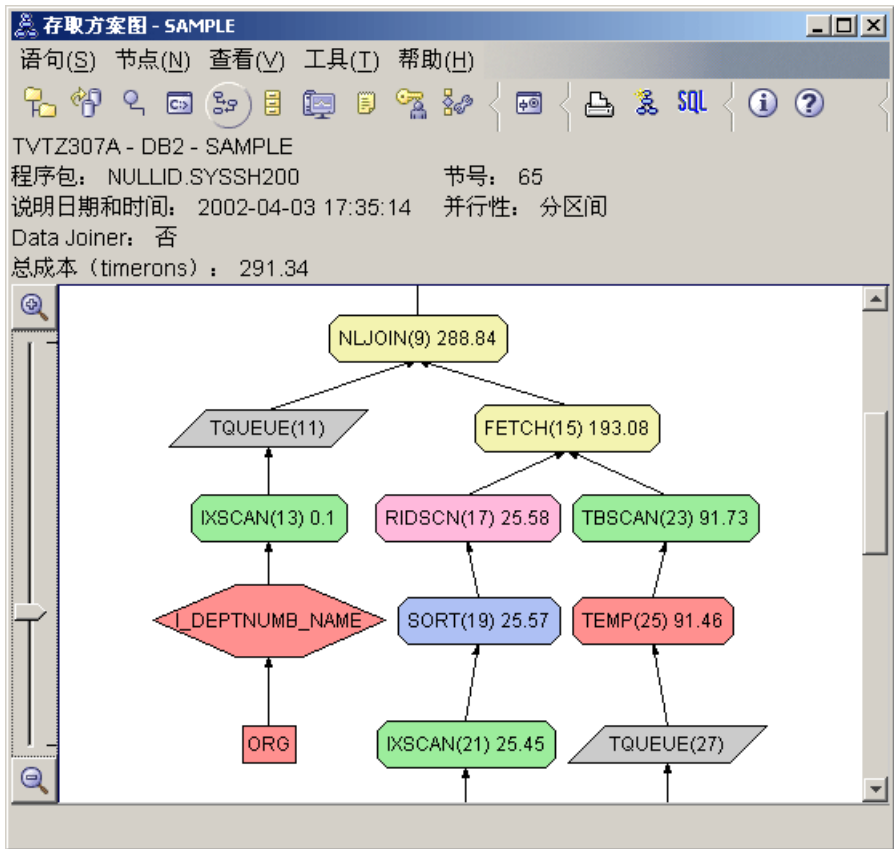 存取方案图 - SAMPLE
语句(S) 节点(N) 查看(V) 工具(T) 帮助(H)
C:> SQL
TVTZ307A - DB2 - SAMPLE
程序包： NULLID.SYSSH200 节号： 65
说明日期和时间： 2002-04-03 17:35:14 并行性： 分区间
Data Joiner： 否
总成本（timerons）： 291.34
NLJOIN(9) 288.84
TQUEUE(11) FETCH(15) 193.08
IXSCAN(13) 0.1 RIDSCN(17) 25.58 TBSCAN(23) 91.73
I_DEPTNUMB_NAME SORT(19) 25.57 TEMP(25) 91.46
ORG IXSCAN(21) 25.45 TQUEUE(27)